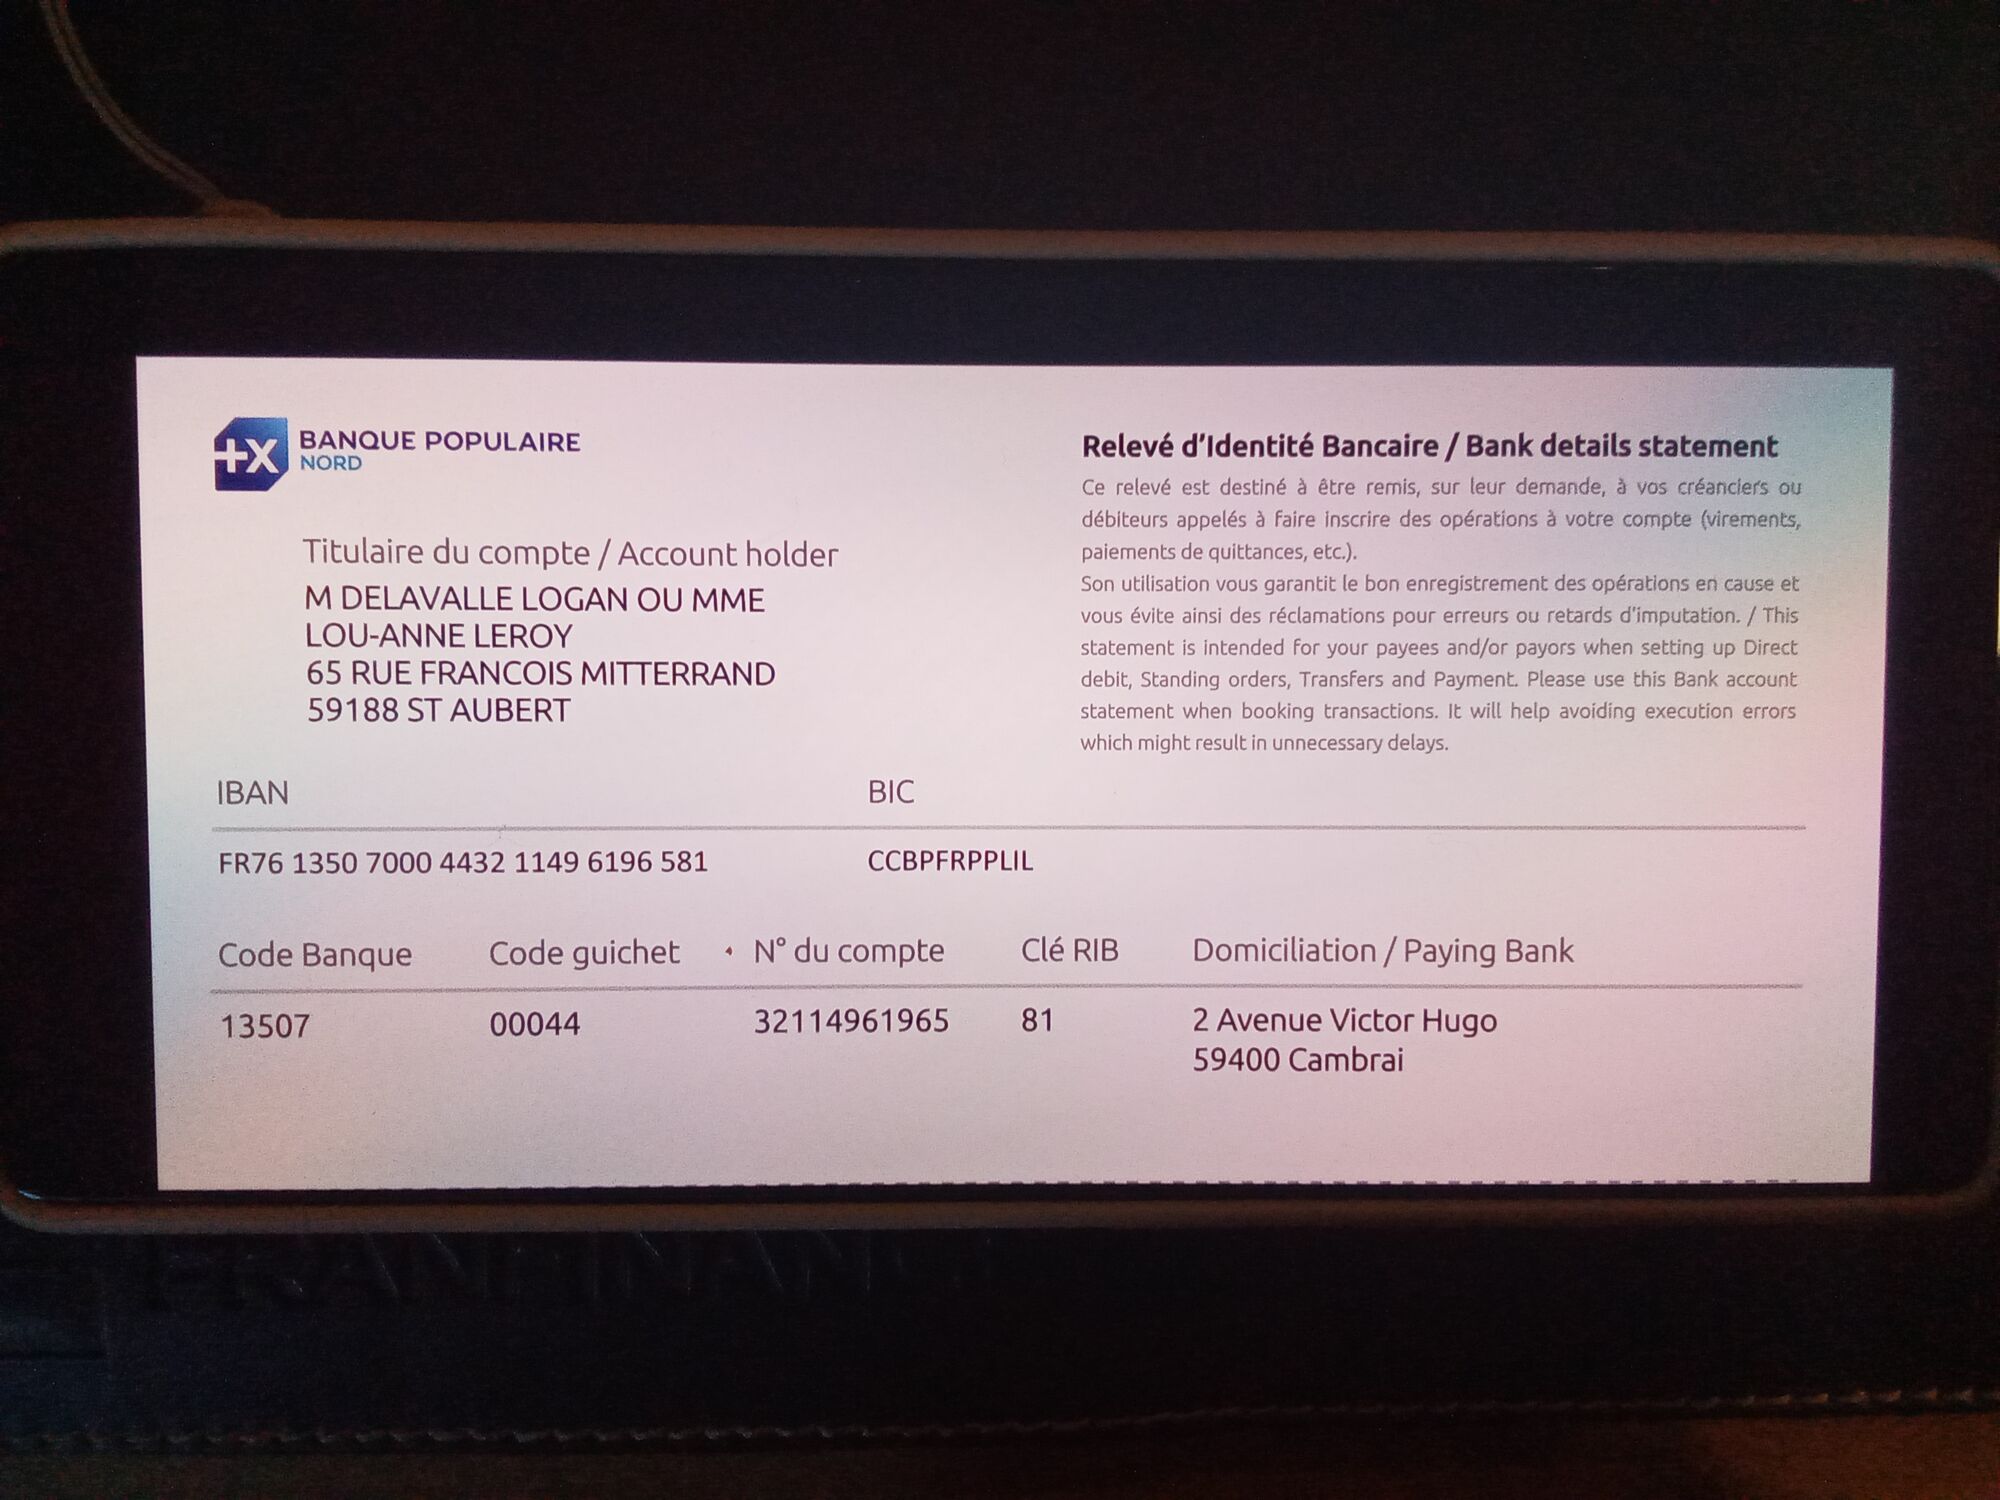 +X BANQUE POPULAIRE
NORD
Relevé d'Identité Bancaire / Bank details statement
Ce relevé est destiné à être remis, sur leur demande, à vos créanciers ou
débiteurs appelés à faire inscrire des opérations à votre compte (virements,
paiements de quittances, etc.).
Son utilisation vous garantit le bon enregistrement des opérations en cause et
vous évite ainsi des réclamations pour erreurs ou retards d'imputation. / This
statement is intended for your payees and/or payors when setting up Direct
debit, Standing orders, Transfers and Payment. Please use this Bank account
statement when booking transactions. It will help avoiding execution errors
which might result in unnecessary delays.
Titulaire du compte / Account holder
M DELAVALLE LOGAN OU MME
LOU-ANNE LEROY
65 RUE FRANCOIS MITTERRAND
59188 ST AUBERT
IBAN BIC
FR76 1350 7000 4432 1149 6196 581 CCBPFRPPLIL
Code Banque Code guichet N° du compte Clé RIB Domiciliation / Paying Bank
13507 00044 32114961965 81 2 Avenue Victor Hugo
59400 Cambrai